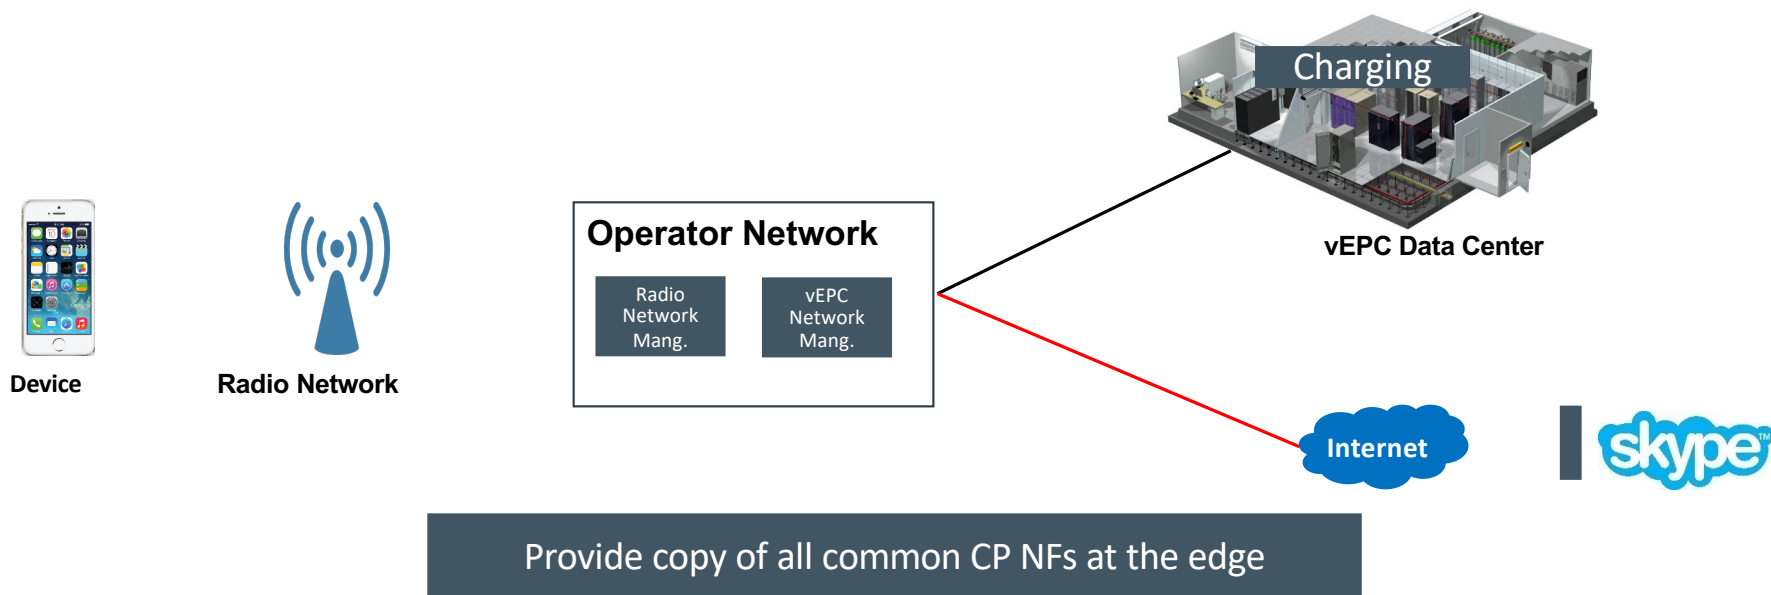 Charging
vEPC Data Center
Operator Network
Radio
Network
Mang.
vEPC
Network
Mang.
Device
Radio Network
Internet
skype™
Provide copy of all common CP NFs at the edge